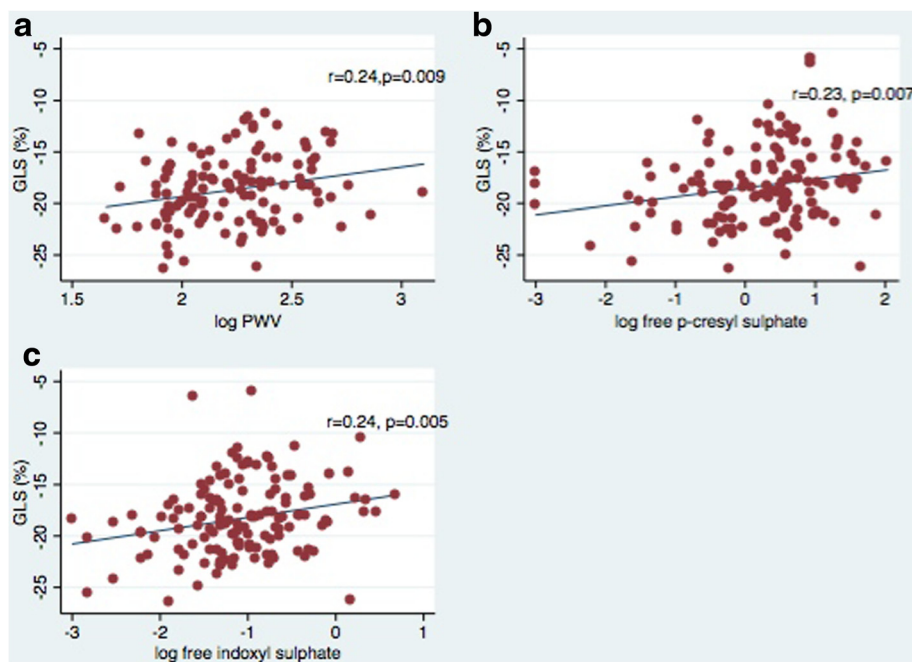 a
r=0.24,p=0.009
GLS (%)
-5
-10
-15
-20
-25
1.5 2 2.5 3
log PWV
b
r=0.23, p=0.007
GLS (%)
-5
-10
-15
-20
-25
-3 -2 -1 0 1 2
log free p-cresyl sulphate
c
r=0.24, p=0.005
GLS (%)
-5
-10
-15
-20
-25
-3 -2 -1 0 1
log free indoxyl sulphate